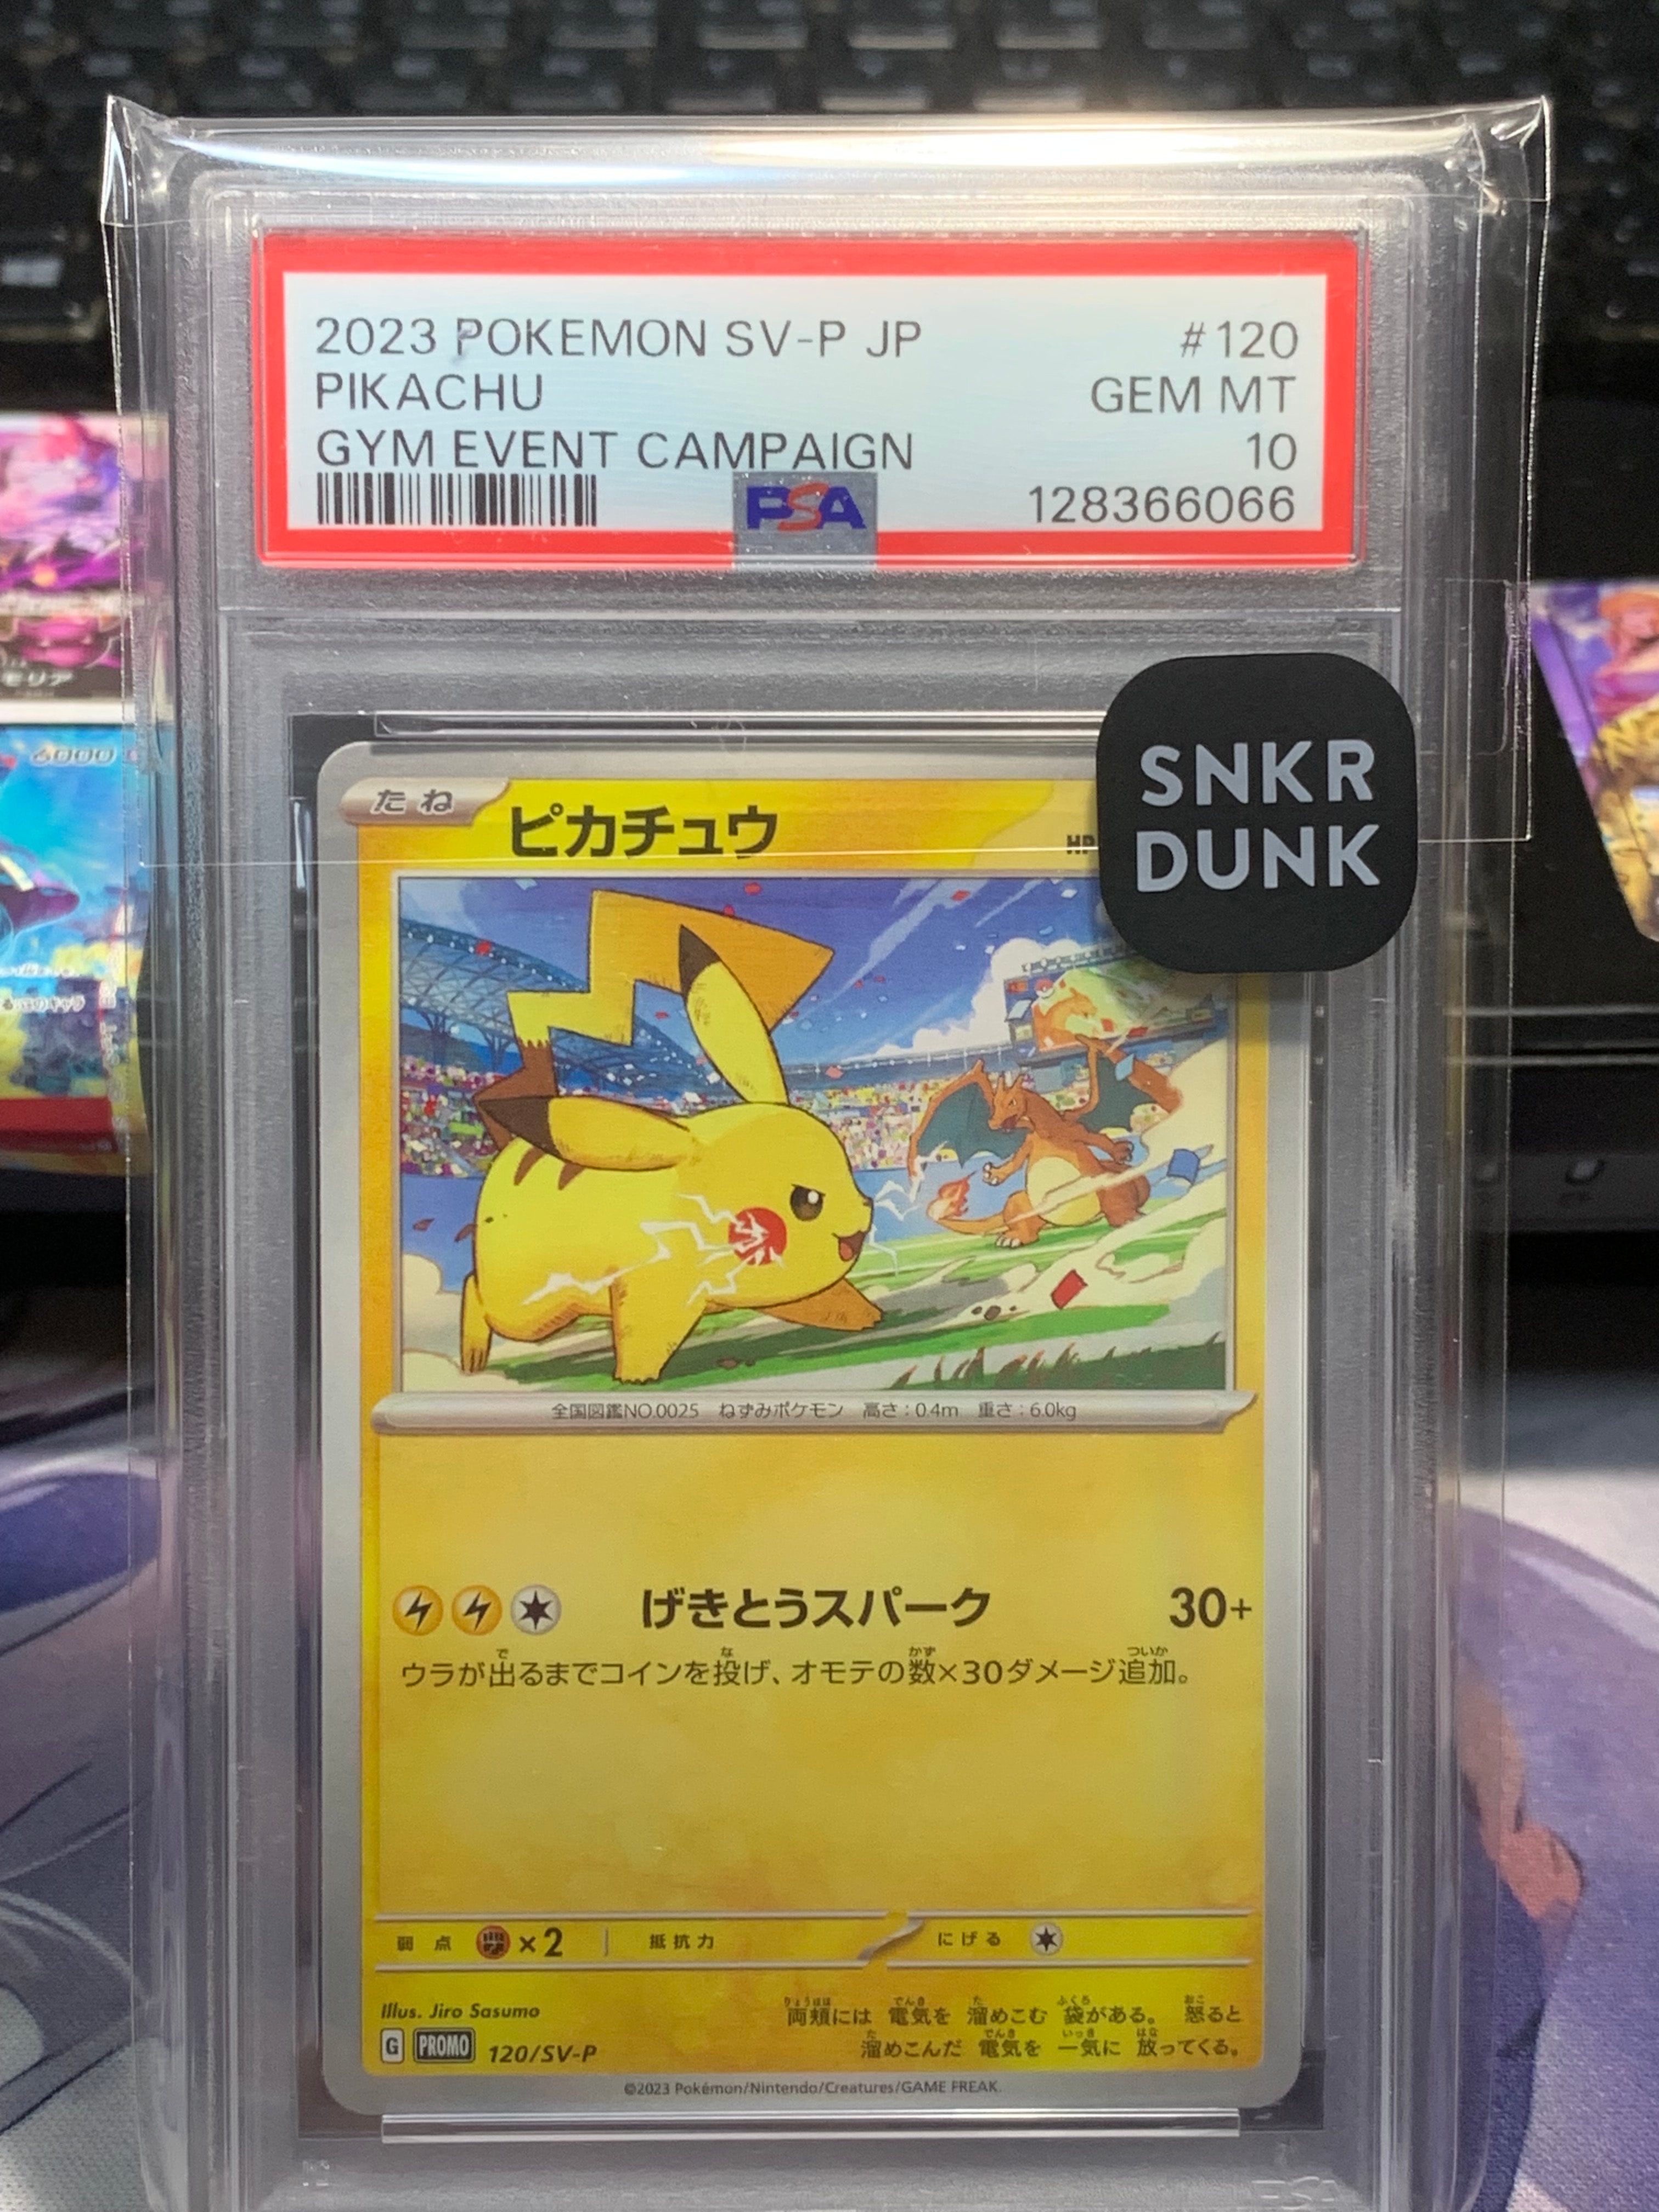 2023 POKEMON SV-P JP #120
PIKACHU GEM MT
GYM EVENT CAMPAIGN 10
PSA 128366066
SNKR
DUNK
たね ピカチュウ HP
全国図鑑NO.0025 ねずみポケモン 高さ:0.4m 重さ:6.0kg
げきとうスパーク 30+
ウラが出るまでコインを投げ、オモテの数×30ダメージ追加。
弱点 ×2 抵抗力 にげる
Illus. Jiro Sasumo
両頬には 電気を 溜めこむ 袋がある。 怒ると
溜めこんだ 電気を 一気に 放ってくる。
G PROMO 120/SV-P
©2023 Pokémon/Nintendo/Creatures/GAME FREAK.
モリア
6000